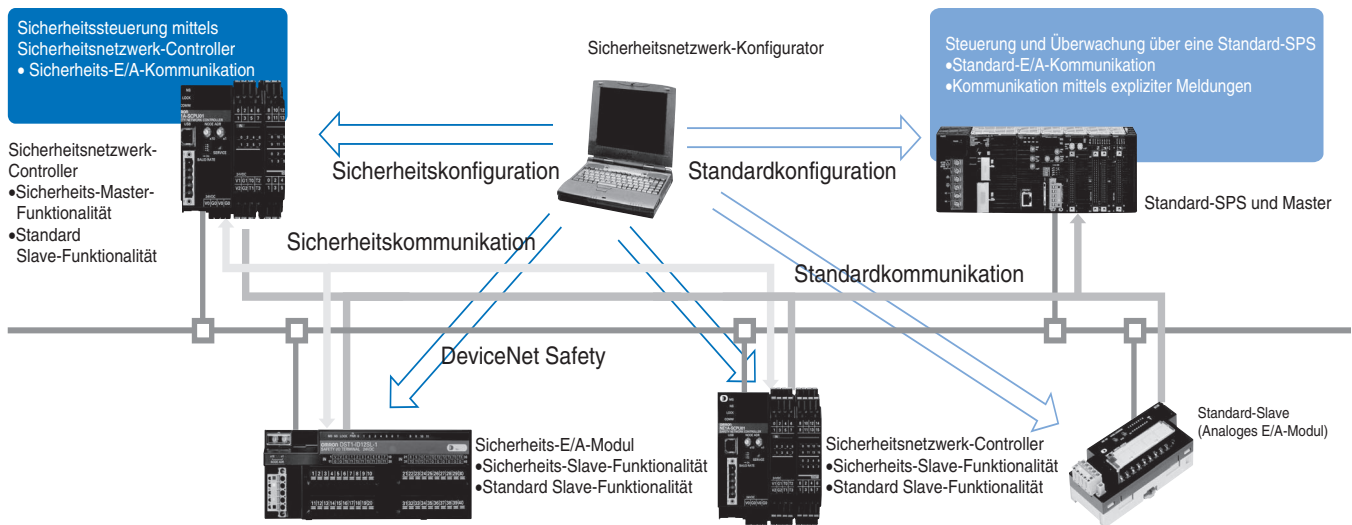 Sicherheitssteuerung mittels
Sicherheitsnetzwerk-Controller
• Sicherheits-E/A-Kommunikation
Sicherheitsnetzwerk-Konfigurator
Steuerung und Überwachung über eine Standard-SPS
•Standard-E/A-Kommunikation
•Kommunikation mittels expliziter Meldungen
Sicherheitsnetzwerk-
Controller
•Sicherheits-Master-
Funktionalität
•Standard
Slave-Funktionalität
Sicherheitskonfiguration
Standardkonfiguration
Standard-SPS und Master
Sicherheitskommunikation
Standardkommunikation
DeviceNet Safety
Sicherheits-E/A-Modul
•Sicherheits-Slave-Funktionalität
•Standard Slave-Funktionalität
Sicherheitsnetzwerk-Controller
•Sicherheits-Slave-Funktionalität
•Standard Slave-Funktionalität
Standard-Slave
(Analoges E/A-Modul)